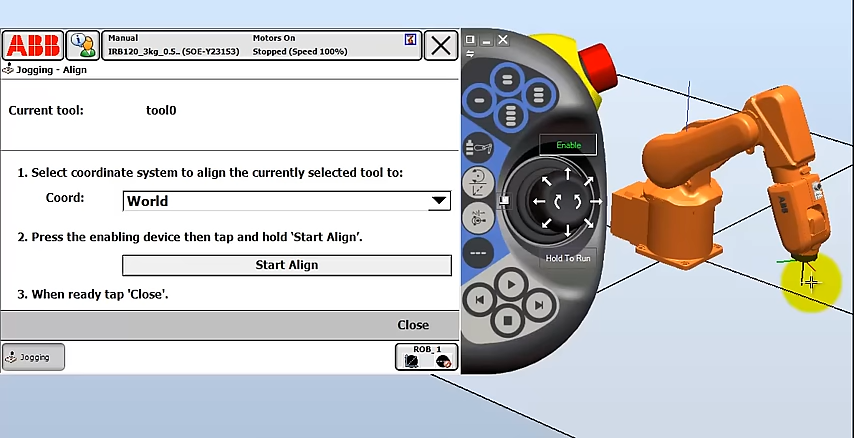 ABB
Manual
Motors On
IRB120_3kg_0.5.. (SOE-Y23153)
Stopped (Speed 100%)
Jogging - Align
Current tool:
tool0
1. Select coordinate system to align the currently selected tool to:
Coord:
World
2. Press the enabling device then tap and hold ‘Start Align’.
Start Align
3. When ready tap 'Close'.
Close
Jogging
ROB_1
Enable
Hold To Run
ABB